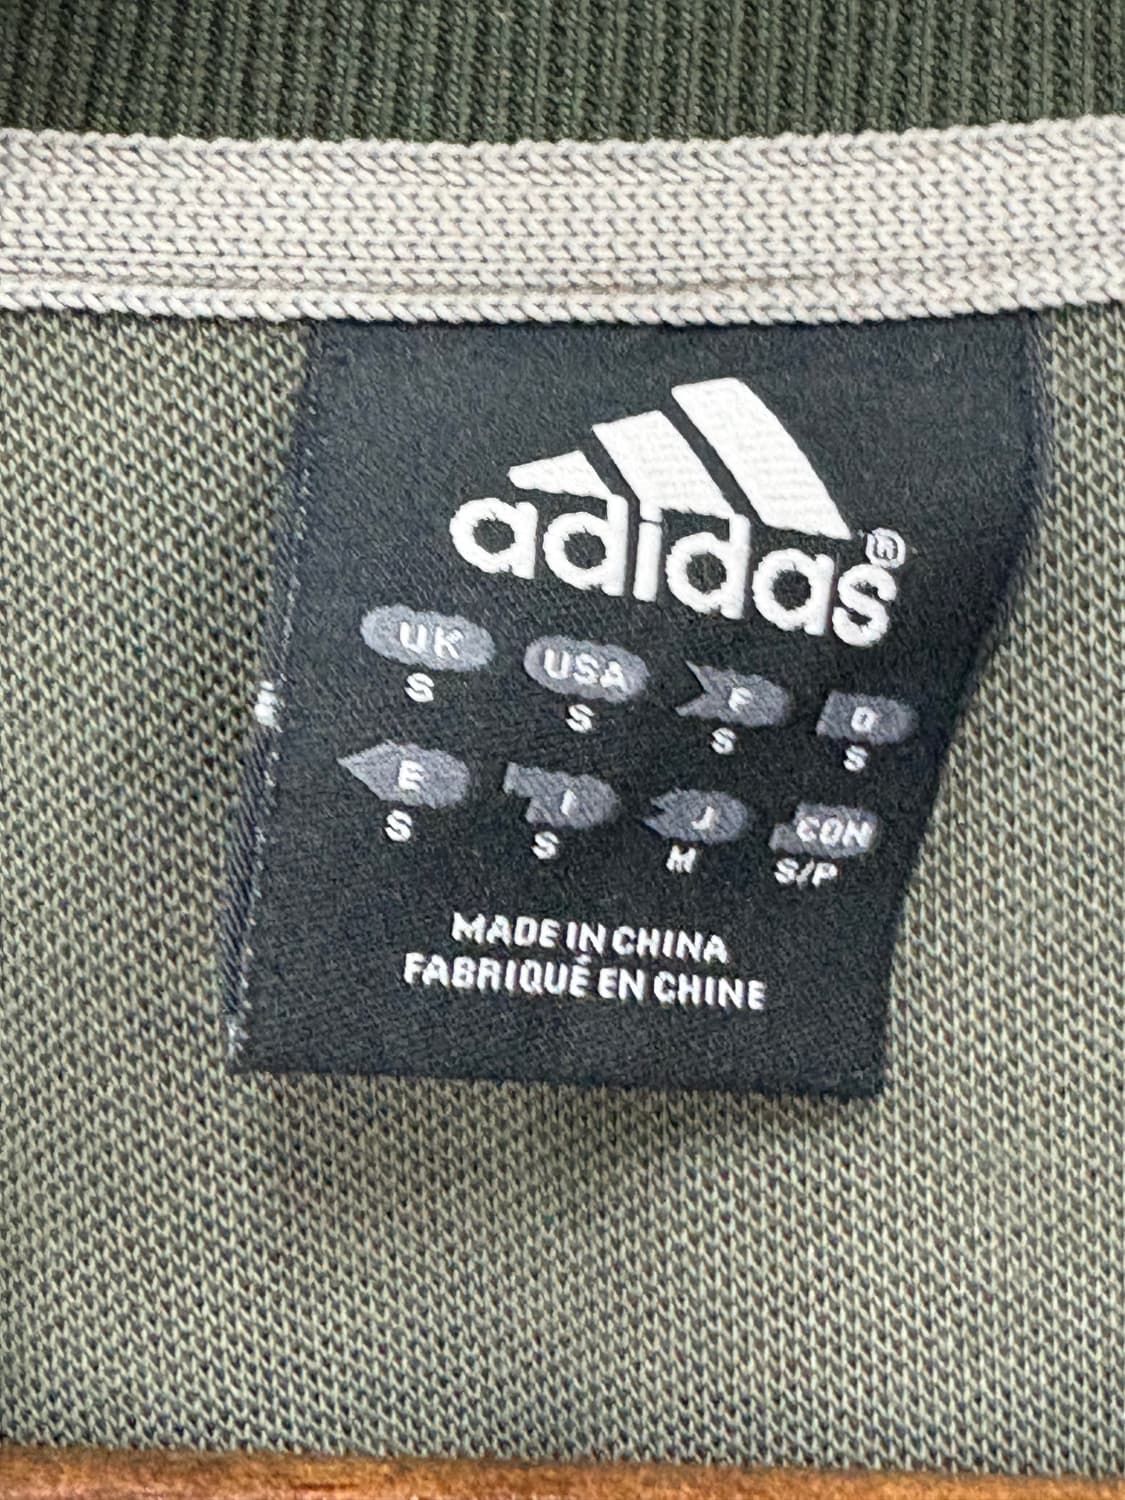 adidas®
UK USA F D
S S S S
E I J CON
S S M S/P
MADE IN CHINA
FABRIQUÉ EN CHINE